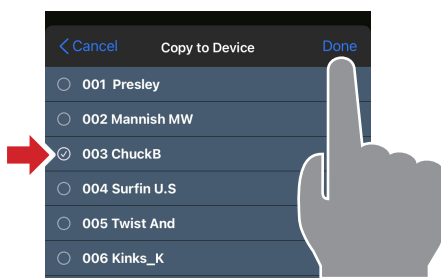 Cancel Copy to Device Done
001 Presley
002 Mannish MW
003 ChuckB
004 Surfin U.S
005 Twist And
006 Kinks_K